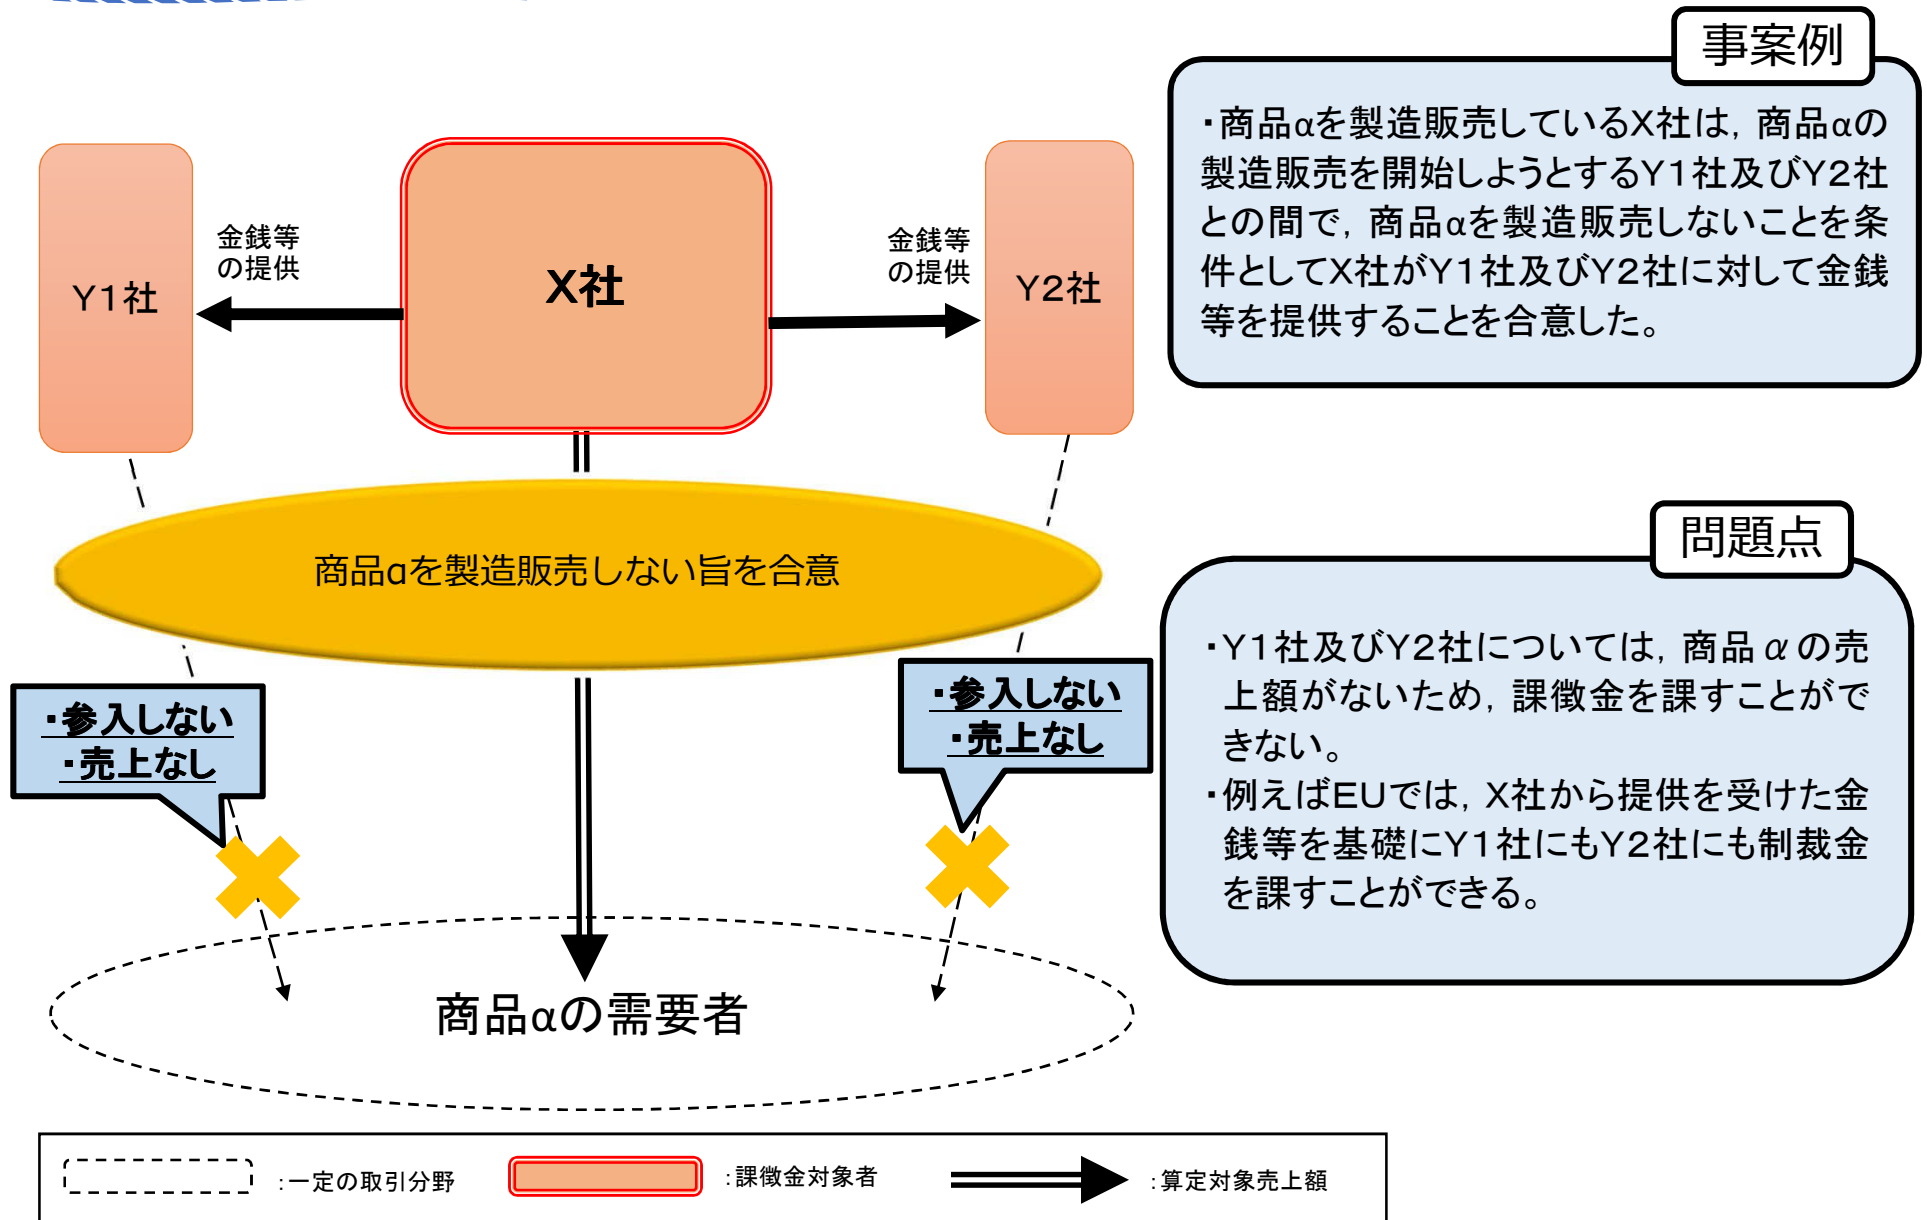 事案例
・商品αを製造販売しているX社は，商品αの
製造販売を開始しようとするY１社及びY２社
との間で，商品αを製造販売しないことを条
件としてX社がY１社及びY２社に対して金銭
等を提供することを合意した。
Y１社
金銭等
の提供
X社
金銭等
の提供
Y２社
商品αを製造販売しない旨を合意
・参入しない
・売上なし
・参入しない
・売上なし
商品αの需要者
問題点
・Y１社及びY２社については，商品αの売
上額がないため，課徴金を課すことがで
きない。
・例えばEUでは，X社から提供を受けた金
銭等を基礎にY１社にもY２社にも制裁金
を課すことができる。
：一定の取引分野
：課徴金対象者
：算定対象売上額